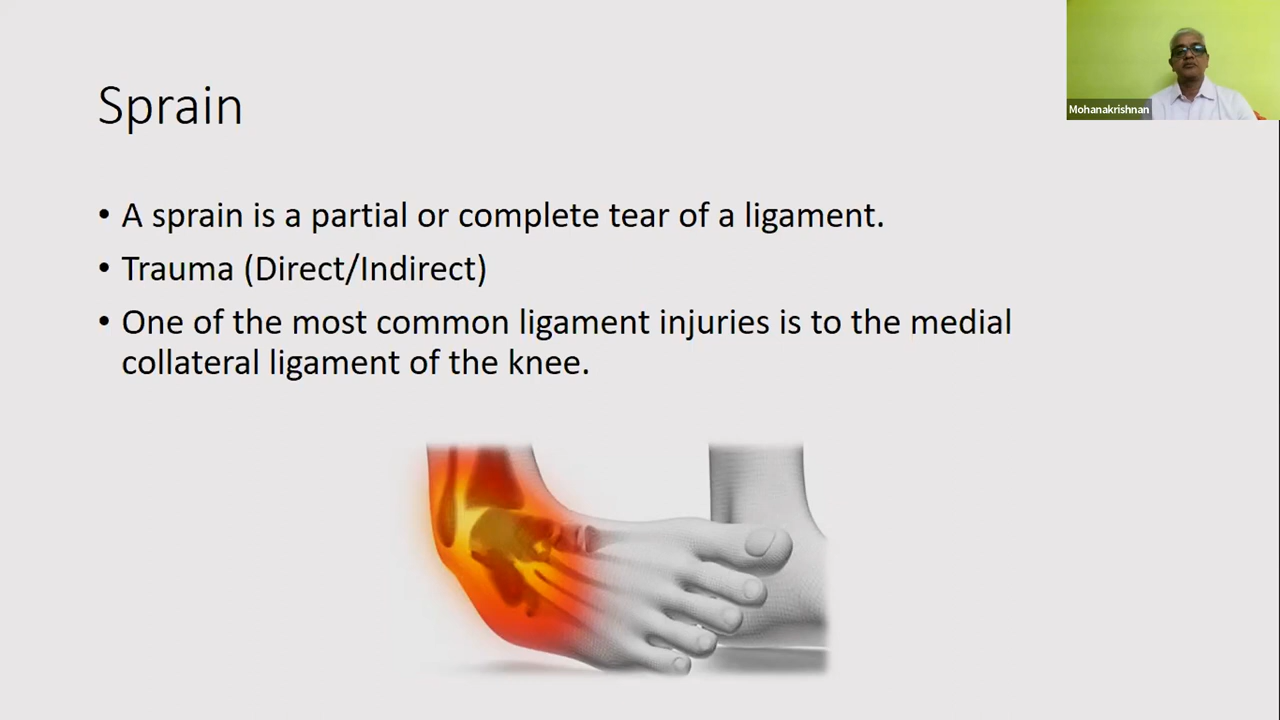 Mohanakrishnan
Sprain
• A sprain is a partial or complete tear of a ligament.
• Trauma (Direct/Indirect)
• One of the most common ligament injuries is to the medial
collateral ligament of the knee.